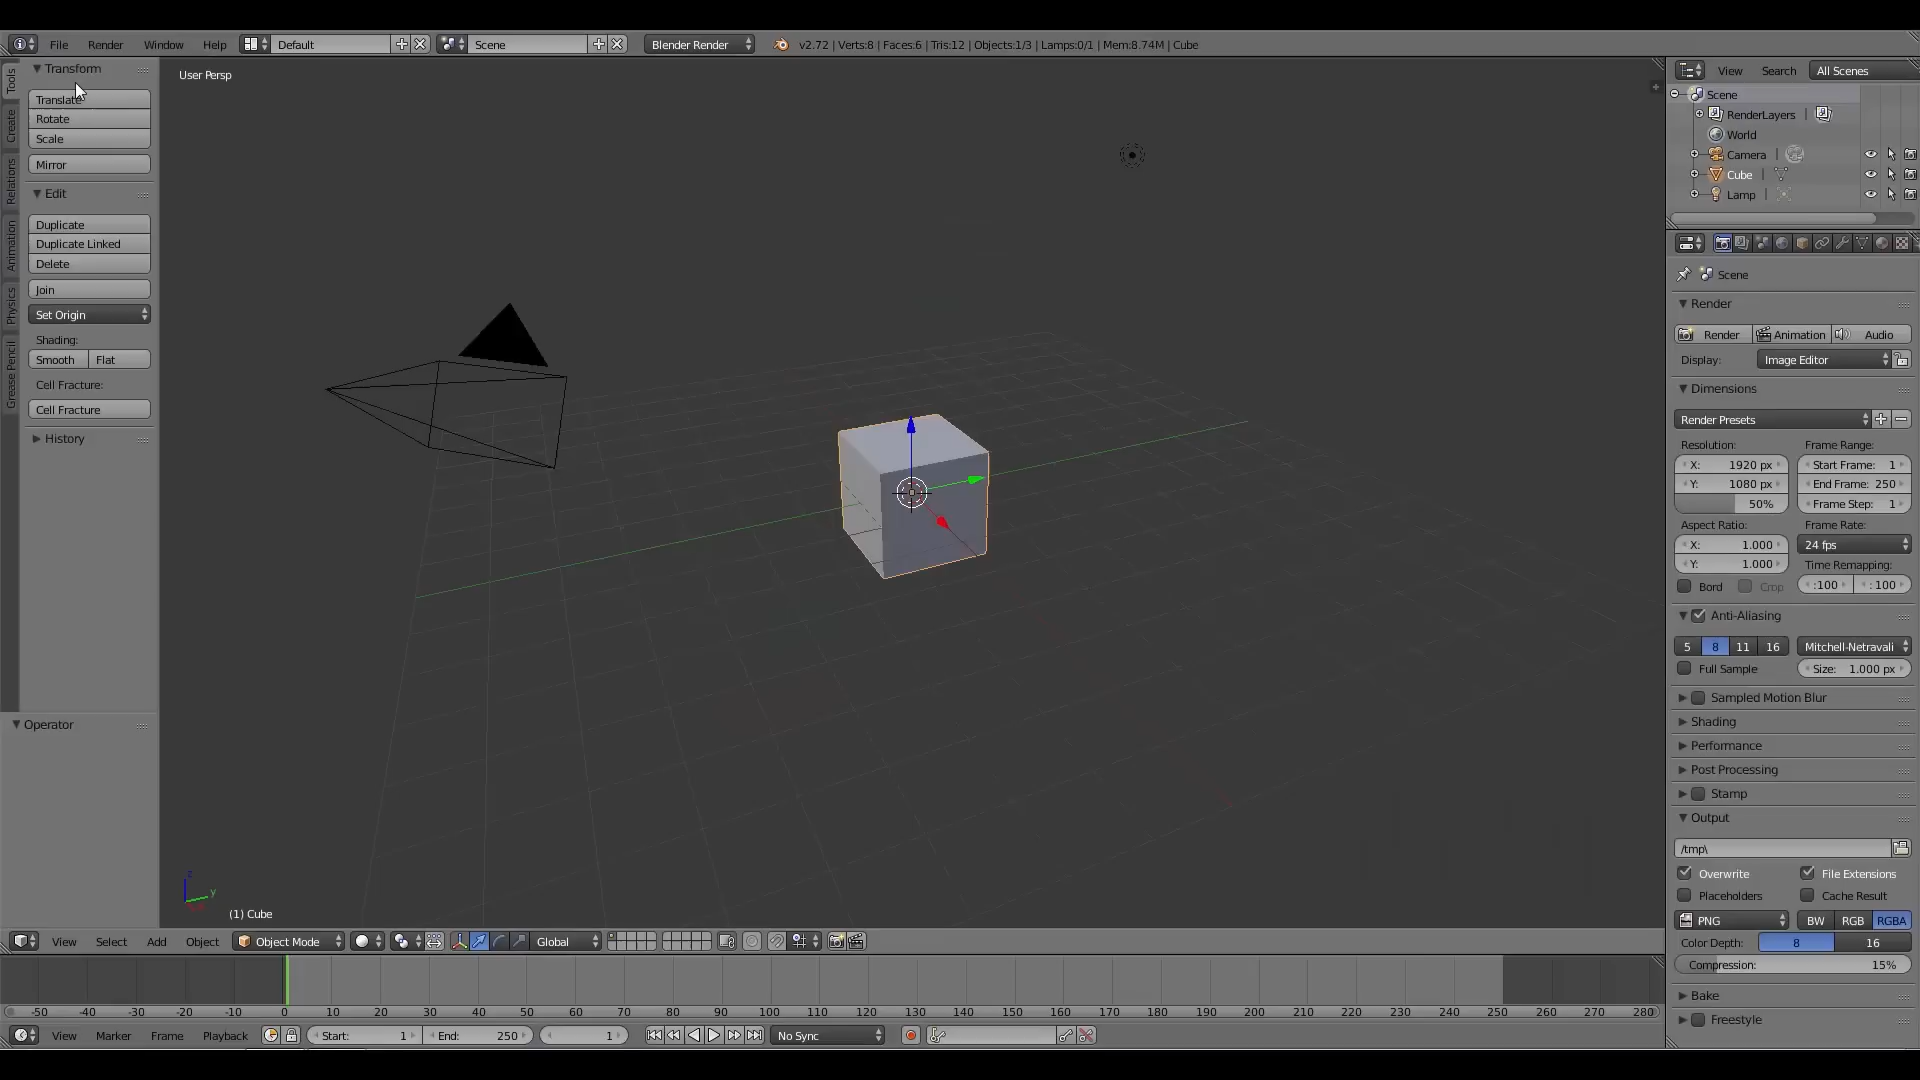 File Render Window Help Default Scene Blender Render v2.72 | Verts:8 | Faces:6 | Tris:12 | Objects:1/3 | Lamps:0/1 | Mem:8.74M | Cube
Tools
Create
Relations
Animation
Physics
Grease Pencil
Transform
Translate
Rotate
Scale
Mirror
Edit
Duplicate
Duplicate Linked
Delete
Join
Set Origin
Shading:
Smooth Flat
Cell Fracture:
Cell Fracture
History
Operator
User Persp
z
y
(1) Cube
View Search All Scenes
Scene
RenderLayers |
World
Camera |
Cube |
Lamp |
Scene
Render
Render Animation Audio
Display: Image Editor
Dimensions
Render Presets
Resolution: Frame Range:
X: 1920 px Start Frame: 1
Y: 1080 px End Frame: 250
50% Frame Step: 1
Aspect Ratio: Frame Rate:
X: 1.000 24 fps
Y: 1.000 Time Remapping:
Bord Crop :100 : 100
Anti-Aliasing
5 8 11 16 Mitchell-Netravali
Full Sample Size: 1.000 px
Sampled Motion Blur
Shading
Performance
Post Processing
Stamp
Output
/tmp\
Overwrite File Extensions
Placeholders Cache Result
PNG BW RGB RGBA
Color Depth: 8 16
Compression: 15%
Bake
Freestyle
View Select Add Object Object Mode Global
-50 -40 -30 -20 -10 0 10 20 30 40 50 60 70 80 90 100 110 120 130 140 150 160 170 180 190 200 210 220 230 240 250 260 270 280
View Marker Frame Playback Start: 1 End: 250 1 No Sync